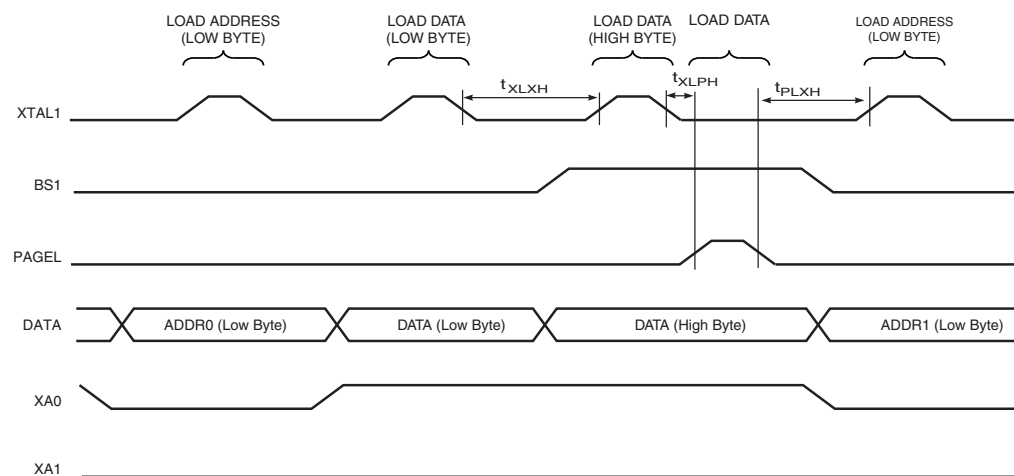 LOAD ADDRESS
(LOW BYTE)
LOAD DATA
(LOW BYTE)
LOAD DATA
(HIGH BYTE)
LOAD DATA
LOAD ADDRESS
(LOW BYTE)
tXLXH
tXLPH
tPLXH
XTAL1
BS1
PAGEL
DATA
ADDR0 (Low Byte)
DATA (Low Byte)
DATA (High Byte)
ADDR1 (Low Byte)
XA0
XA1